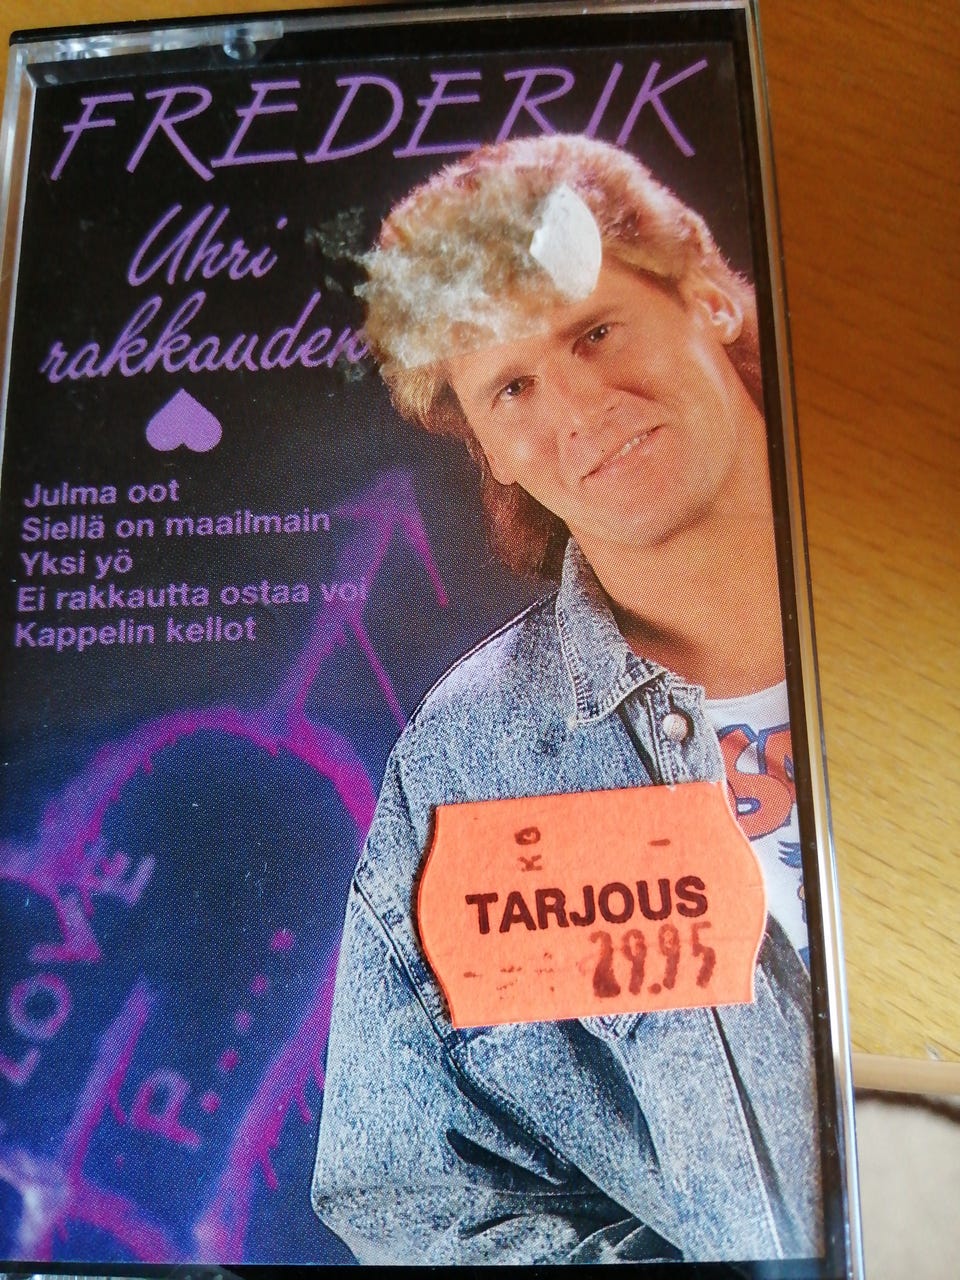 FREDERIK
Uhri
rakkauden
Julma oot
Siellä on maailmain
Yksi yö
Ei rakkautta ostaa voi
Kappelin kellot
LOVE
P.
KO
TARJOUS
29.95